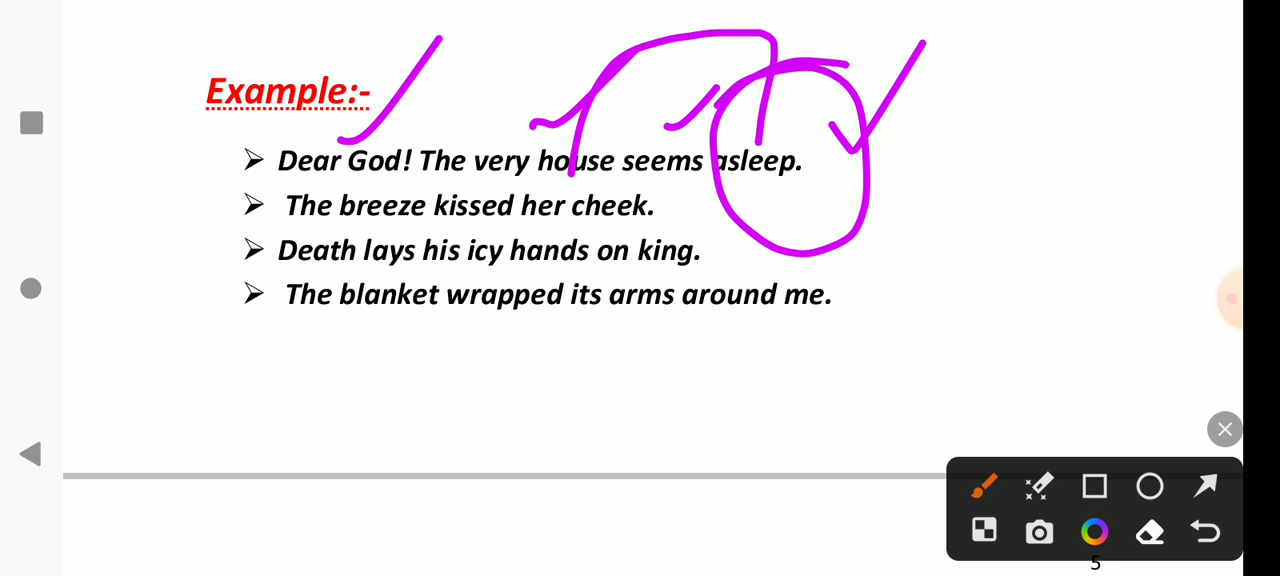 Example:-
➢ Dear God! The very house seems asleep.
➢ The breeze kissed her cheek.
➢ Death lays his icy hands on king.
➢ The blanket wrapped its arms around me.
5